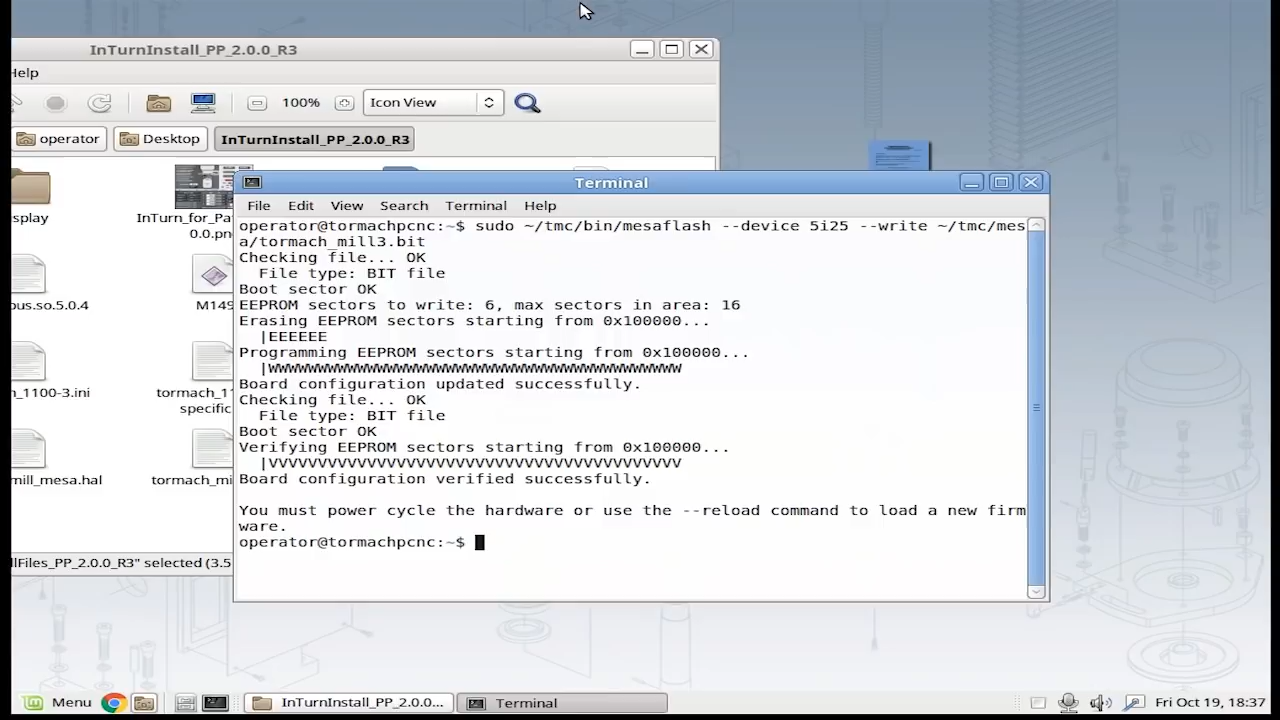 InTurnInstall_PP_2.0.0_R3
Help
100%
Icon View
operator
Desktop
InTurnInstall_PP_2.0.0_R3
Terminal
File Edit View Search Terminal Help
operator@tormachpcnc:~$ sudo ~/tmc/bin/mesaflash --device 5i25 --write ~/tmc/mes
a/tormach_mill3.bit
Checking file... OK
File type: BIT file
Boot sector OK
EEPROM sectors to write: 6, max sectors in area: 16
Erasing EEPROM sectors starting from 0x100000...
|EEEEEE
Programming EEPROM sectors starting from 0x100000...
|WWWWWWWWWWWWWWWWWWWWWWWWWWWWWWWWWWWWWWWWWW
Board configuration updated successfully.
Checking file... OK
File type: BIT file
Boot sector OK
Verifying EEPROM sectors starting from 0x100000...
|VVVVVVVVVVVVVVVVVVVVVVVVVVVVVVVVVVVVVVVVVV
Board configuration verified successfully.
You must power cycle the hardware or use the --reload command to load a new firm
ware.
operator@tormachpcnc:~$
splay
InTurn_for_Pa
0.0.pn
bus.so.5.0.4
M149
h_1100-3.ini
tormach_1
specific
mill_mesa.hal
tormach_mi
llFiles_PP_2.0.0_R3" selected (3.5
Menu
InTurnInstall_PP_2.0.0...
Terminal
Fri Oct 19, 18:37